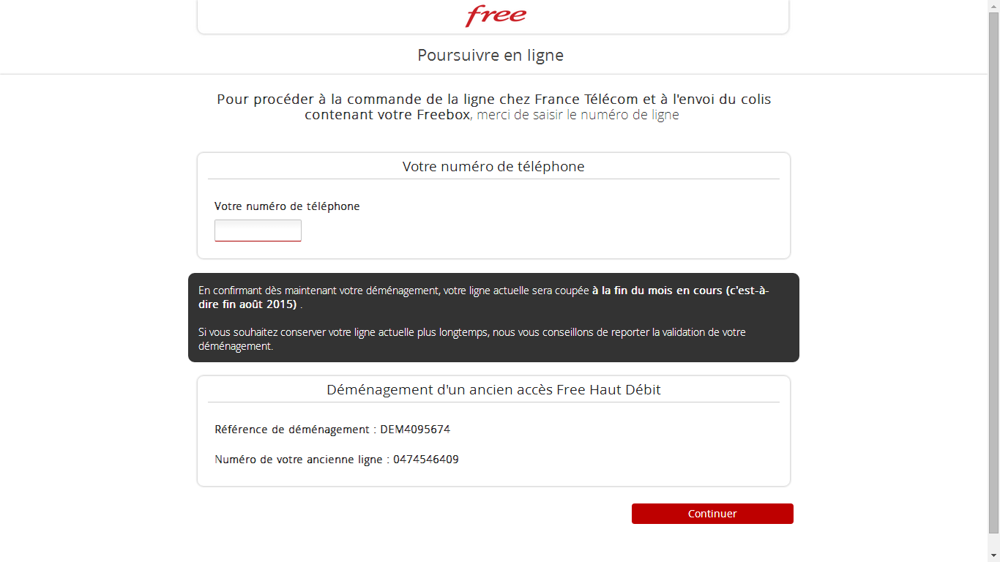 free
Poursuivre en ligne
Pour procéder à la commande de la ligne chez France Télécom et à l'envoi du colis
contenant votre Freebox, merci de saisir le numéro de ligne
Votre numéro de téléphone
Votre numéro de téléphone
En confirmant dès maintenant votre déménagement, votre ligne actuelle sera coupée à la fin du mois en cours (c'est-à-
dire fin août 2015) .
Si vous souhaitez conserver votre ligne actuelle plus longtemps, nous vous conseillons de reporter la validation de votre
déménagement.
Déménagement d'un ancien accès Free Haut Débit
Référence de déménagement : DEM4095674
Numéro de votre ancienne ligne : 0474546409
Continuer